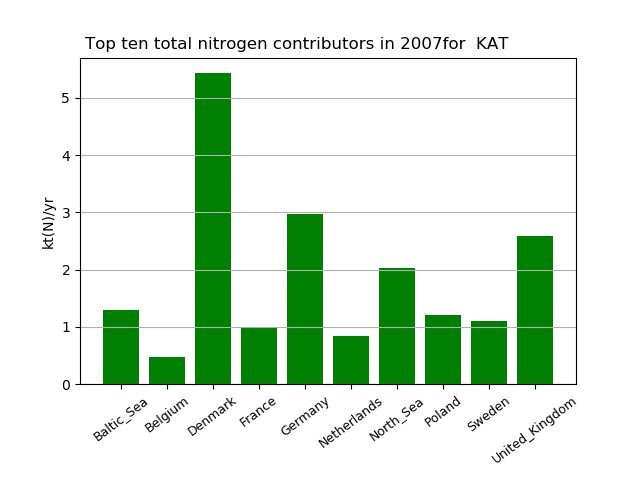 Top ten total nitrogen contributors in 2007for  KAT
kt(N)/yr
5
4
3
2
1
0
Baltic_Sea
Belgium
Denmark
France
Germany
Netherlands
North_Sea
Poland
Sweden
United_Kingdom